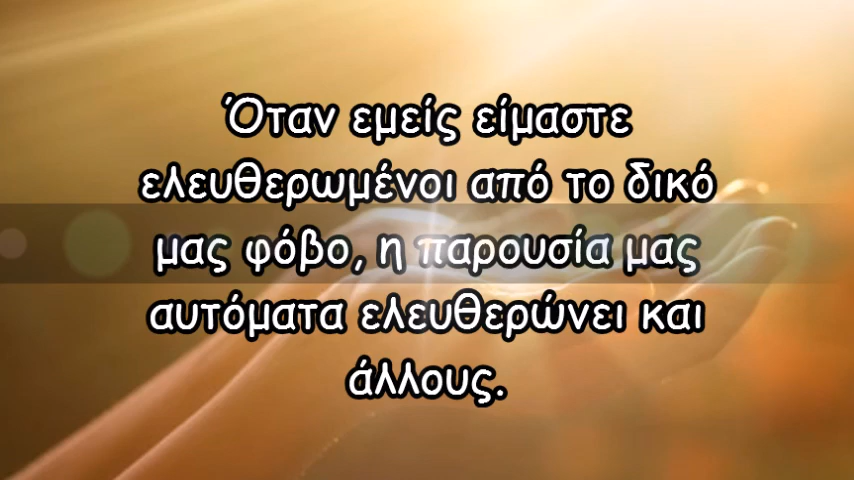 Όταν εμείς είμαστε
ελευθερωμένοι από το δικό
μας φόβο, η παρουσία μας
αυτόματα ελευθερώνει και
άλλους.